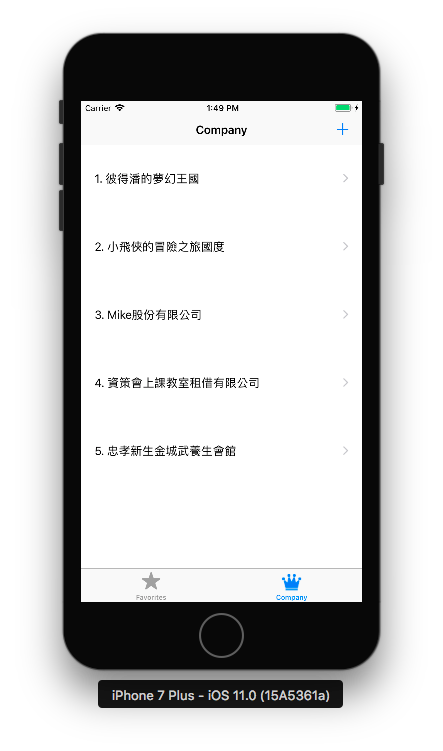 Carrier 1:49 PM
Company
1. 彼得潘的夢幻王國
2. 小飛俠的冒險之旅國度
3. Mike股份有限公司
4. 資策會上課教室租借有限公司
5. 忠孝新生金城武養生會館
Favorites Company
iPhone 7 Plus - iOS 11.0 (15A5361a)